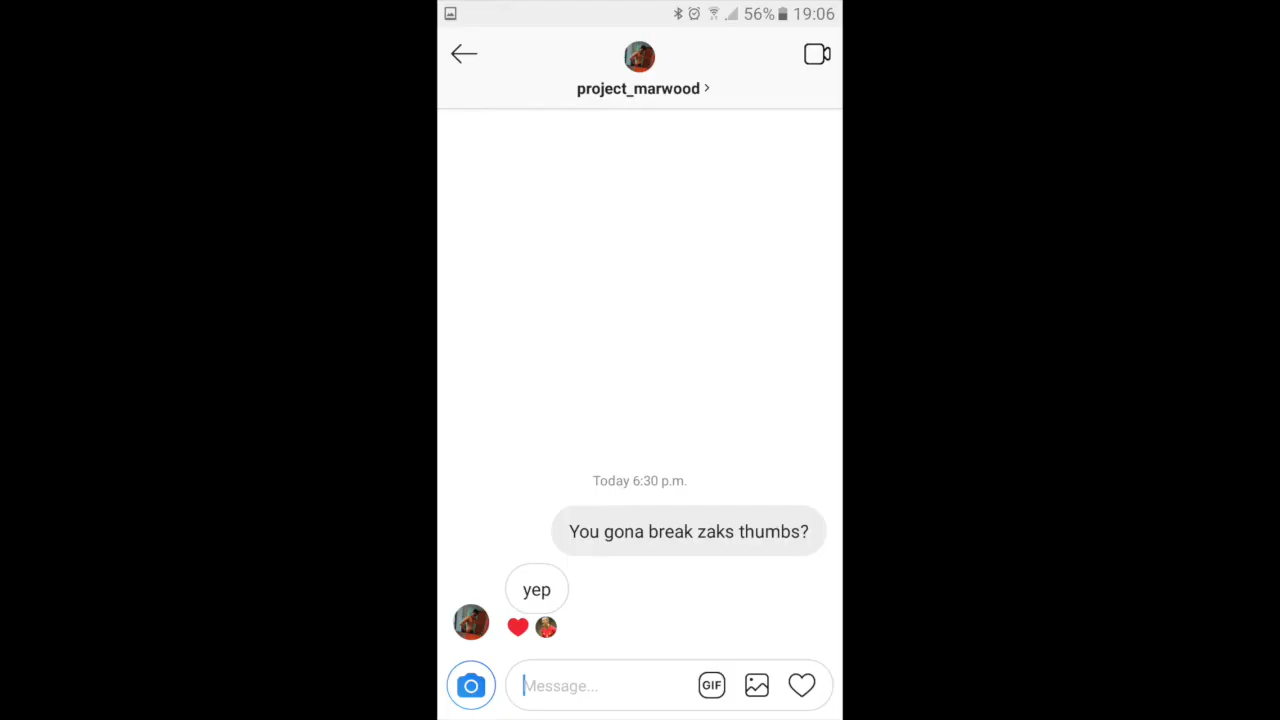 56% 19:06
project_marwood
Today 6:30 p.m.
You gona break zaks thumbs?
yep
Message...
GIF